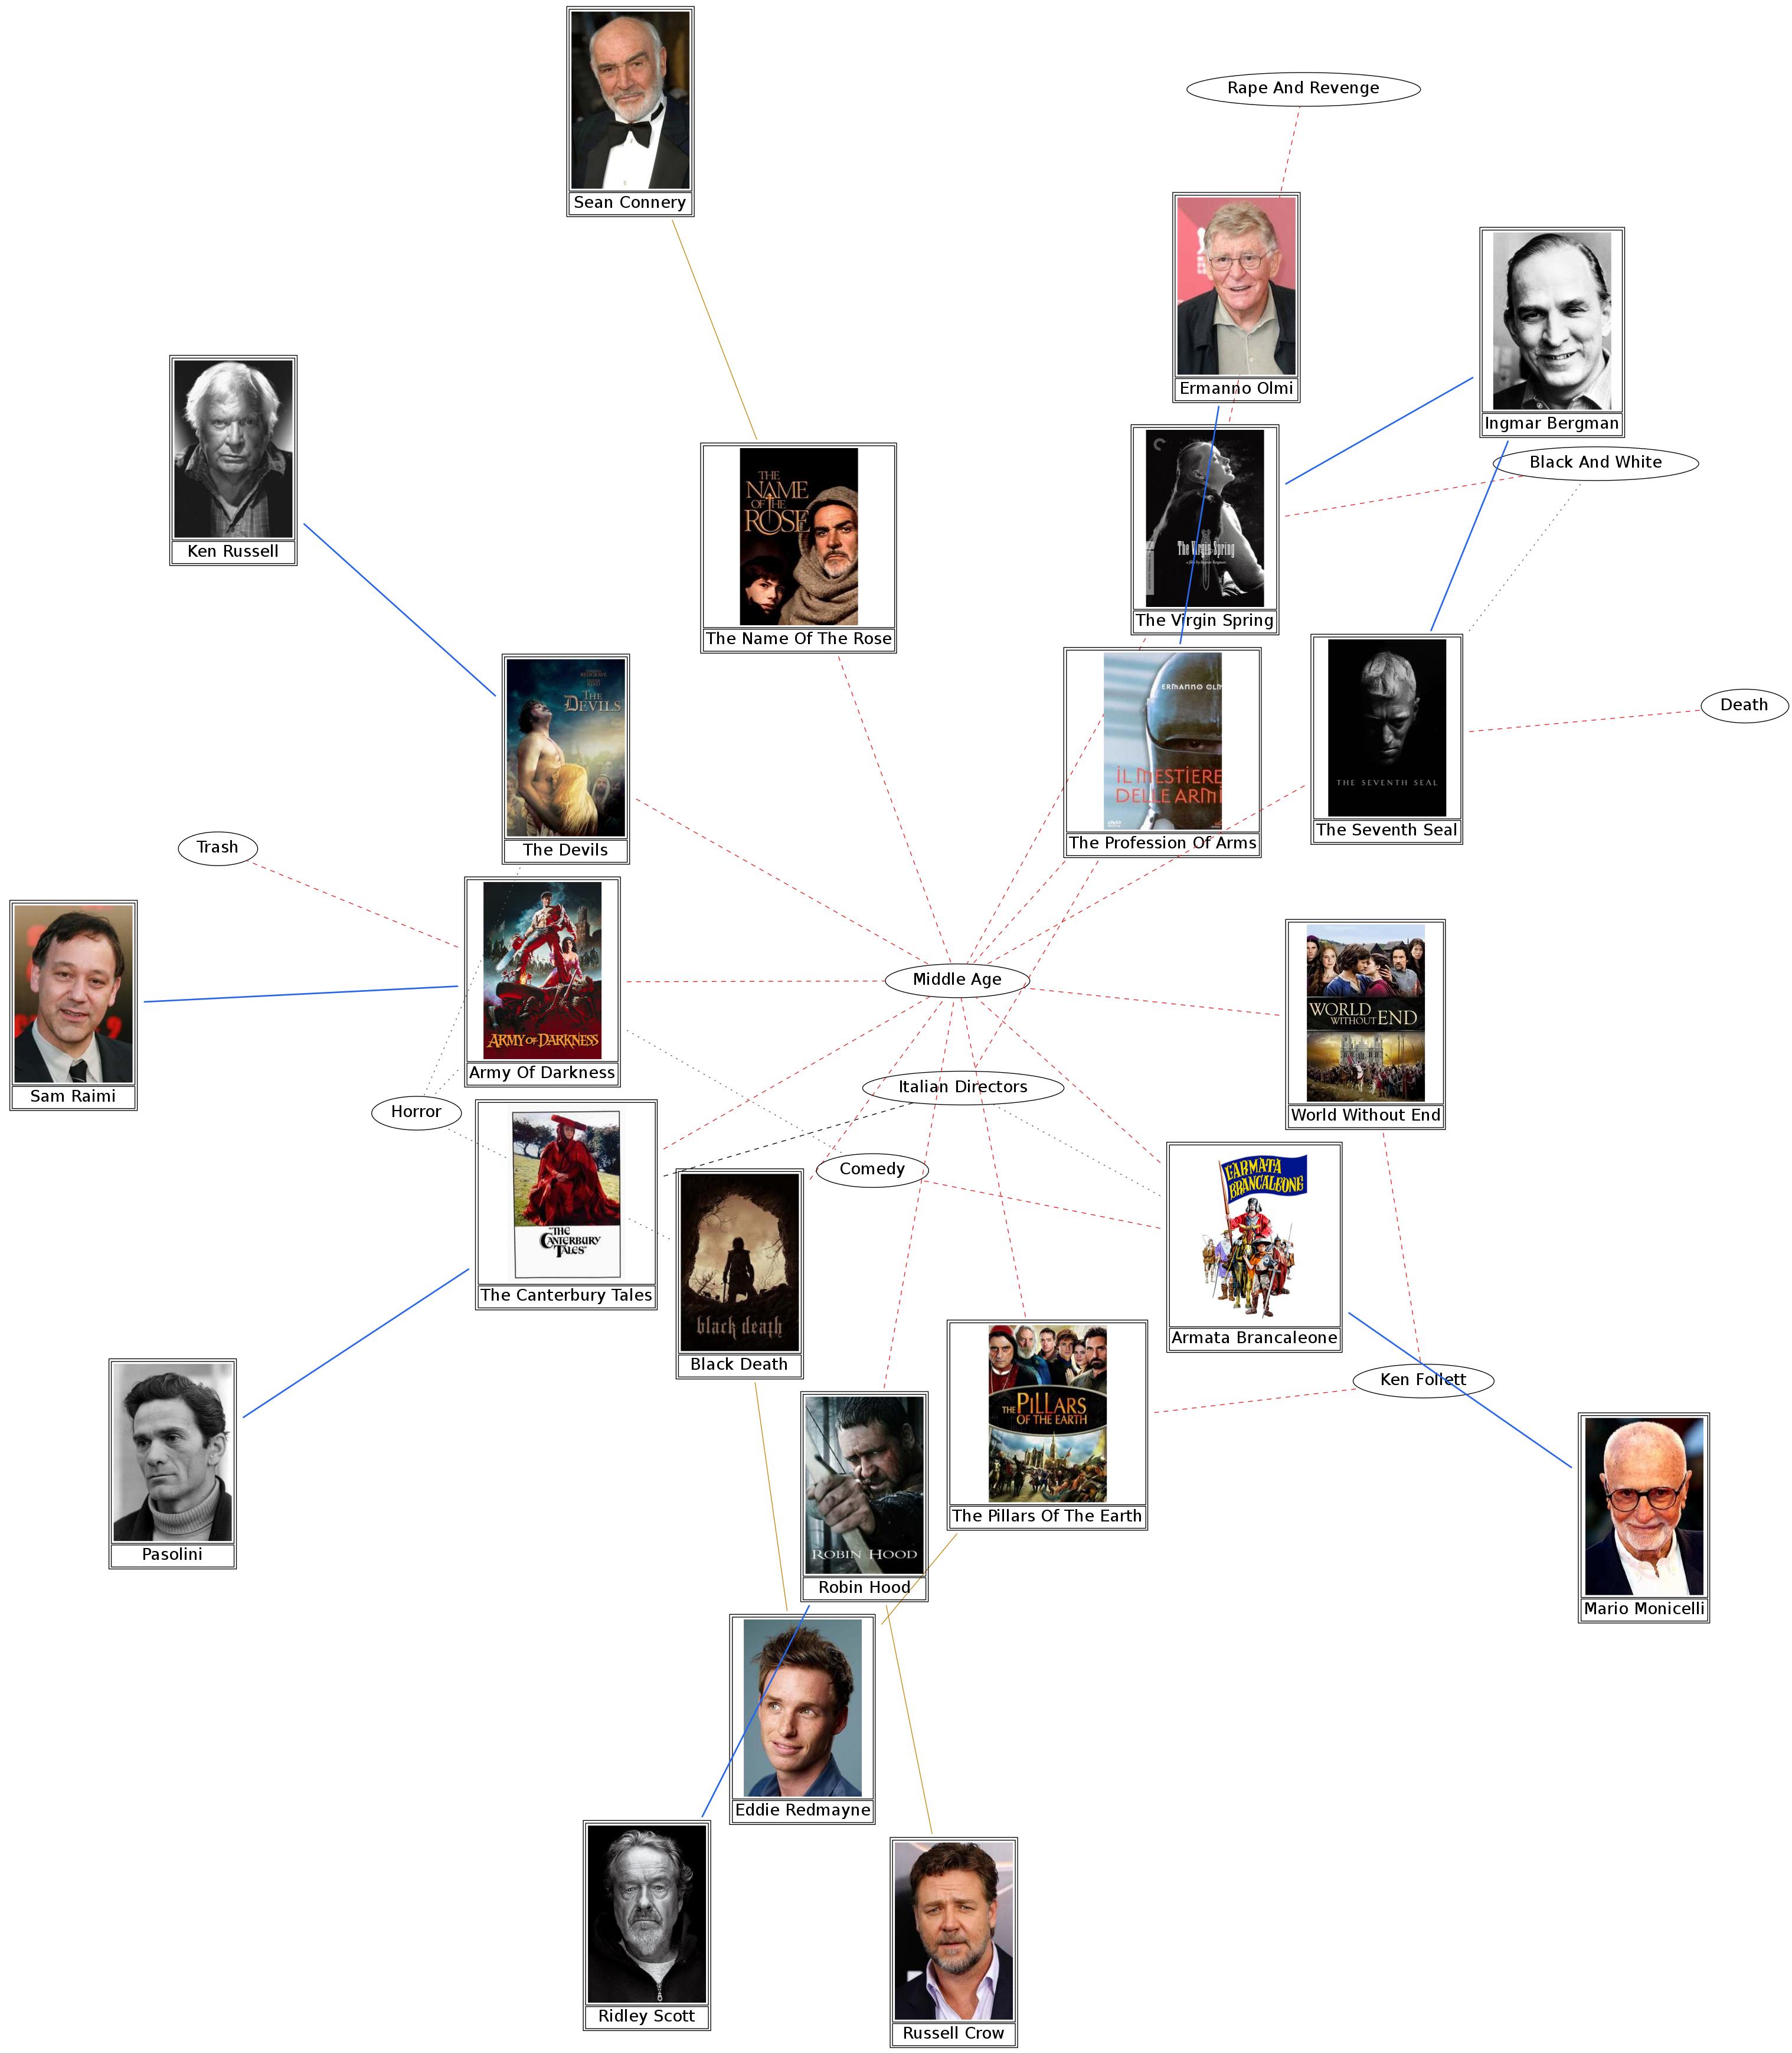 Sean Connery
Rape And Revenge
Ermanno Olmi
Ingmar Bergman
Black And White
Ken Russell
THE
NAME
OF THE
ROSE
The Name Of The Rose
The Virgin Spring
The Virgin Spring
THE
DEVILS
The Devils
ERMANNO OLM
IL MESTIERE
DELLE ARMI
The Profession Of Arms
THE SEVENTH SEAL
The Seventh Seal
Death
Trash
Sam Raimi
ARMY OF DARKNESS
Army Of Darkness
Middle Age
WORLD
WITHOUT END
World Without End
Horror
Italian Directors
Comedy
"THE
CANTERBURY
TALES"
The Canterbury Tales
black death
Black Death
L'ARMATA
BRANCALEONE
Armata Brancaleone
Ken Follett
THE PILLARS
OF THE EARTH
The Pillars Of The Earth
Pasolini
ROBIN HOOD
Robin Hood
Mario Monicelli
Eddie Redmayne
Ridley Scott
Russell Crow